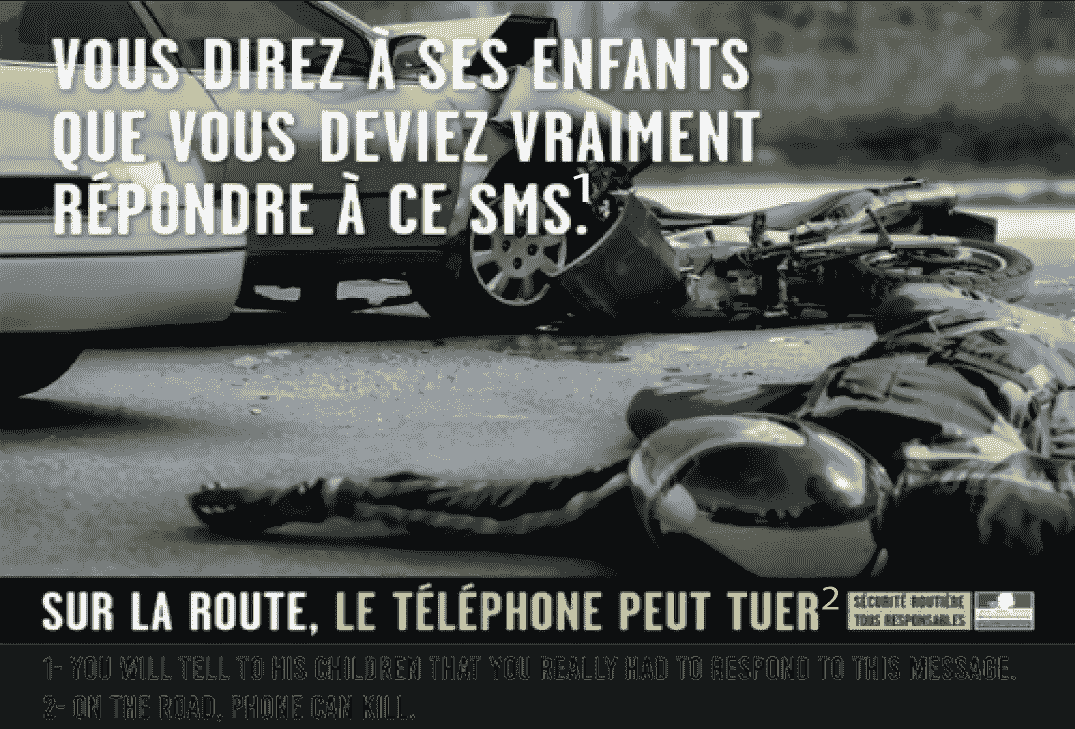 VOUS DIREZ À SES ENFANTS
QUE VOUS DEVIEZ VRAIMENT
RÉPONDRE À CE SMS.1
SUR LA ROUTE, LE TÉLÉPHONE PEUT TUER2
SÉCURITÉ ROUTIÈRE
TOUS RESPONSABLES
1- YOU WILL TELL TO HIS CHILDREN THAT YOU REALLY HAD TO RESPOND TO THIS MESSAGE.
2- ON THE ROAD, PHONE CAN KILL.